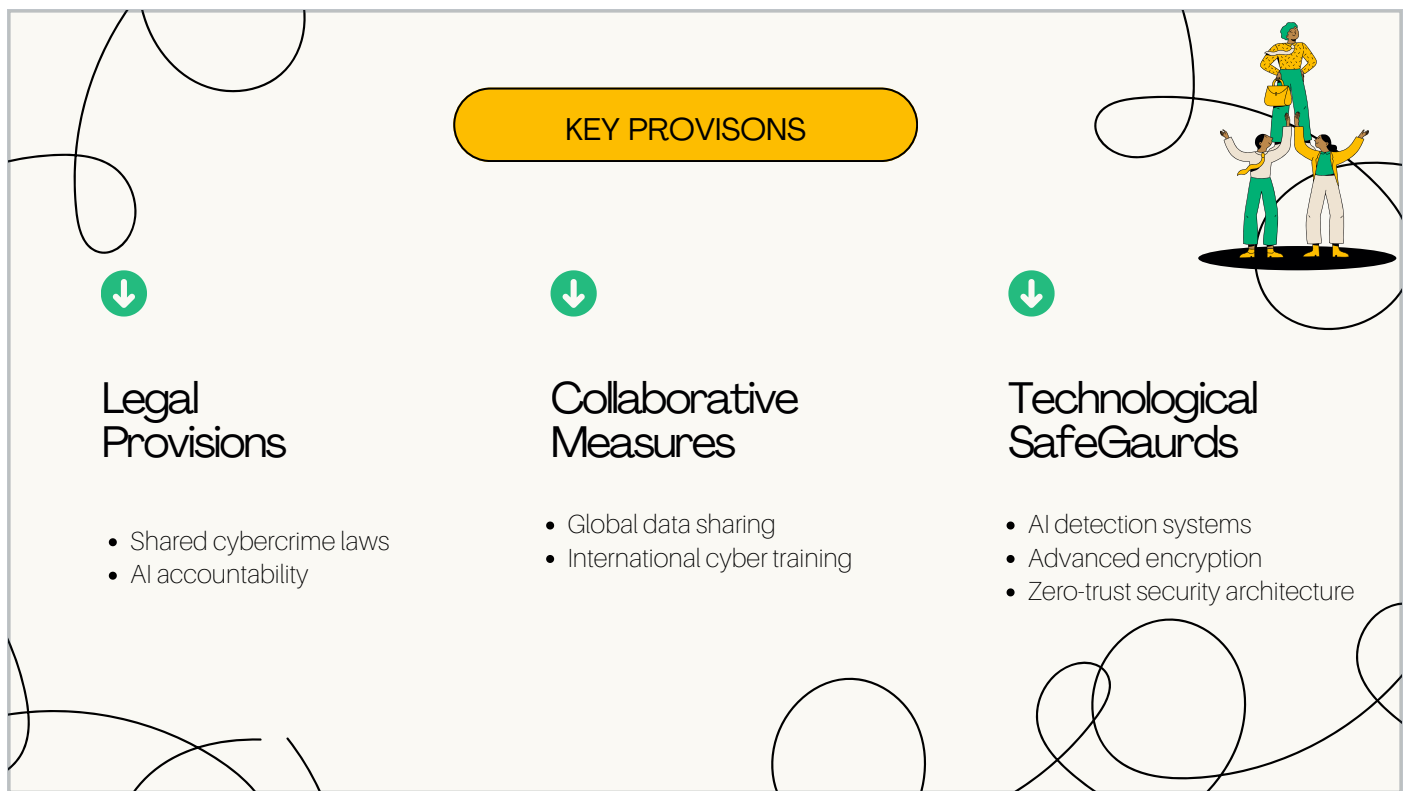 KEY PROVISONS
Legal
Provisions
• Shared cybercrime laws
• AI accountability
Collaborative
Measures
• Global data sharing
• International cyber training
Technological
SafeGaurds
• AI detection systems
• Advanced encryption
• Zero-trust security architecture